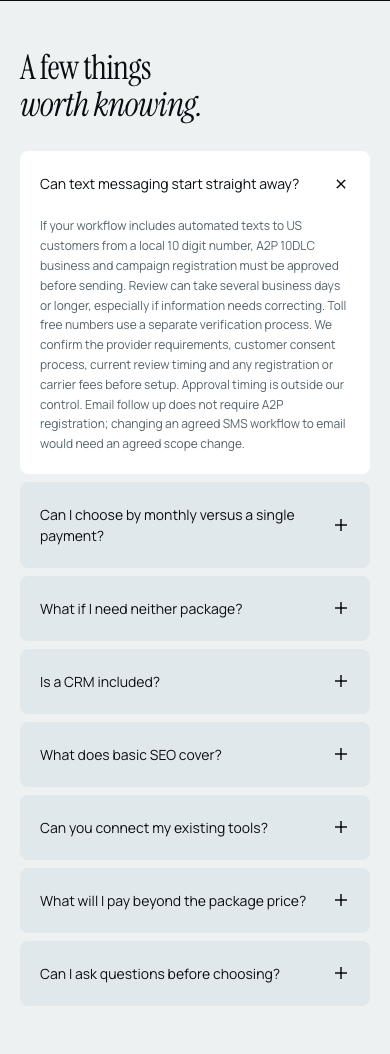 A few things
worth knowing.
Can text messaging start straight away?
If your workflow includes automated texts to US
customers from a local 10 digit number, A2P 10DLC
business and campaign registration must be approved
before sending. Review can take several business days
or longer, especially if information needs correcting. Toll
free numbers use a separate verification process. We
confirm the provider requirements, customer consent
process, current review timing and any registration or
carrier fees before setup. Approval timing is outside our
control. Email follow up does not require A2P
registration; changing an agreed SMS workflow to email
would need an agreed scope change.
Can I choose by monthly versus a single
payment?
What if I need neither package?
Is a CRM included?
What does basic SEO cover?
Can you connect my existing tools?
What will I pay beyond the package price?
Can I ask questions before choosing?